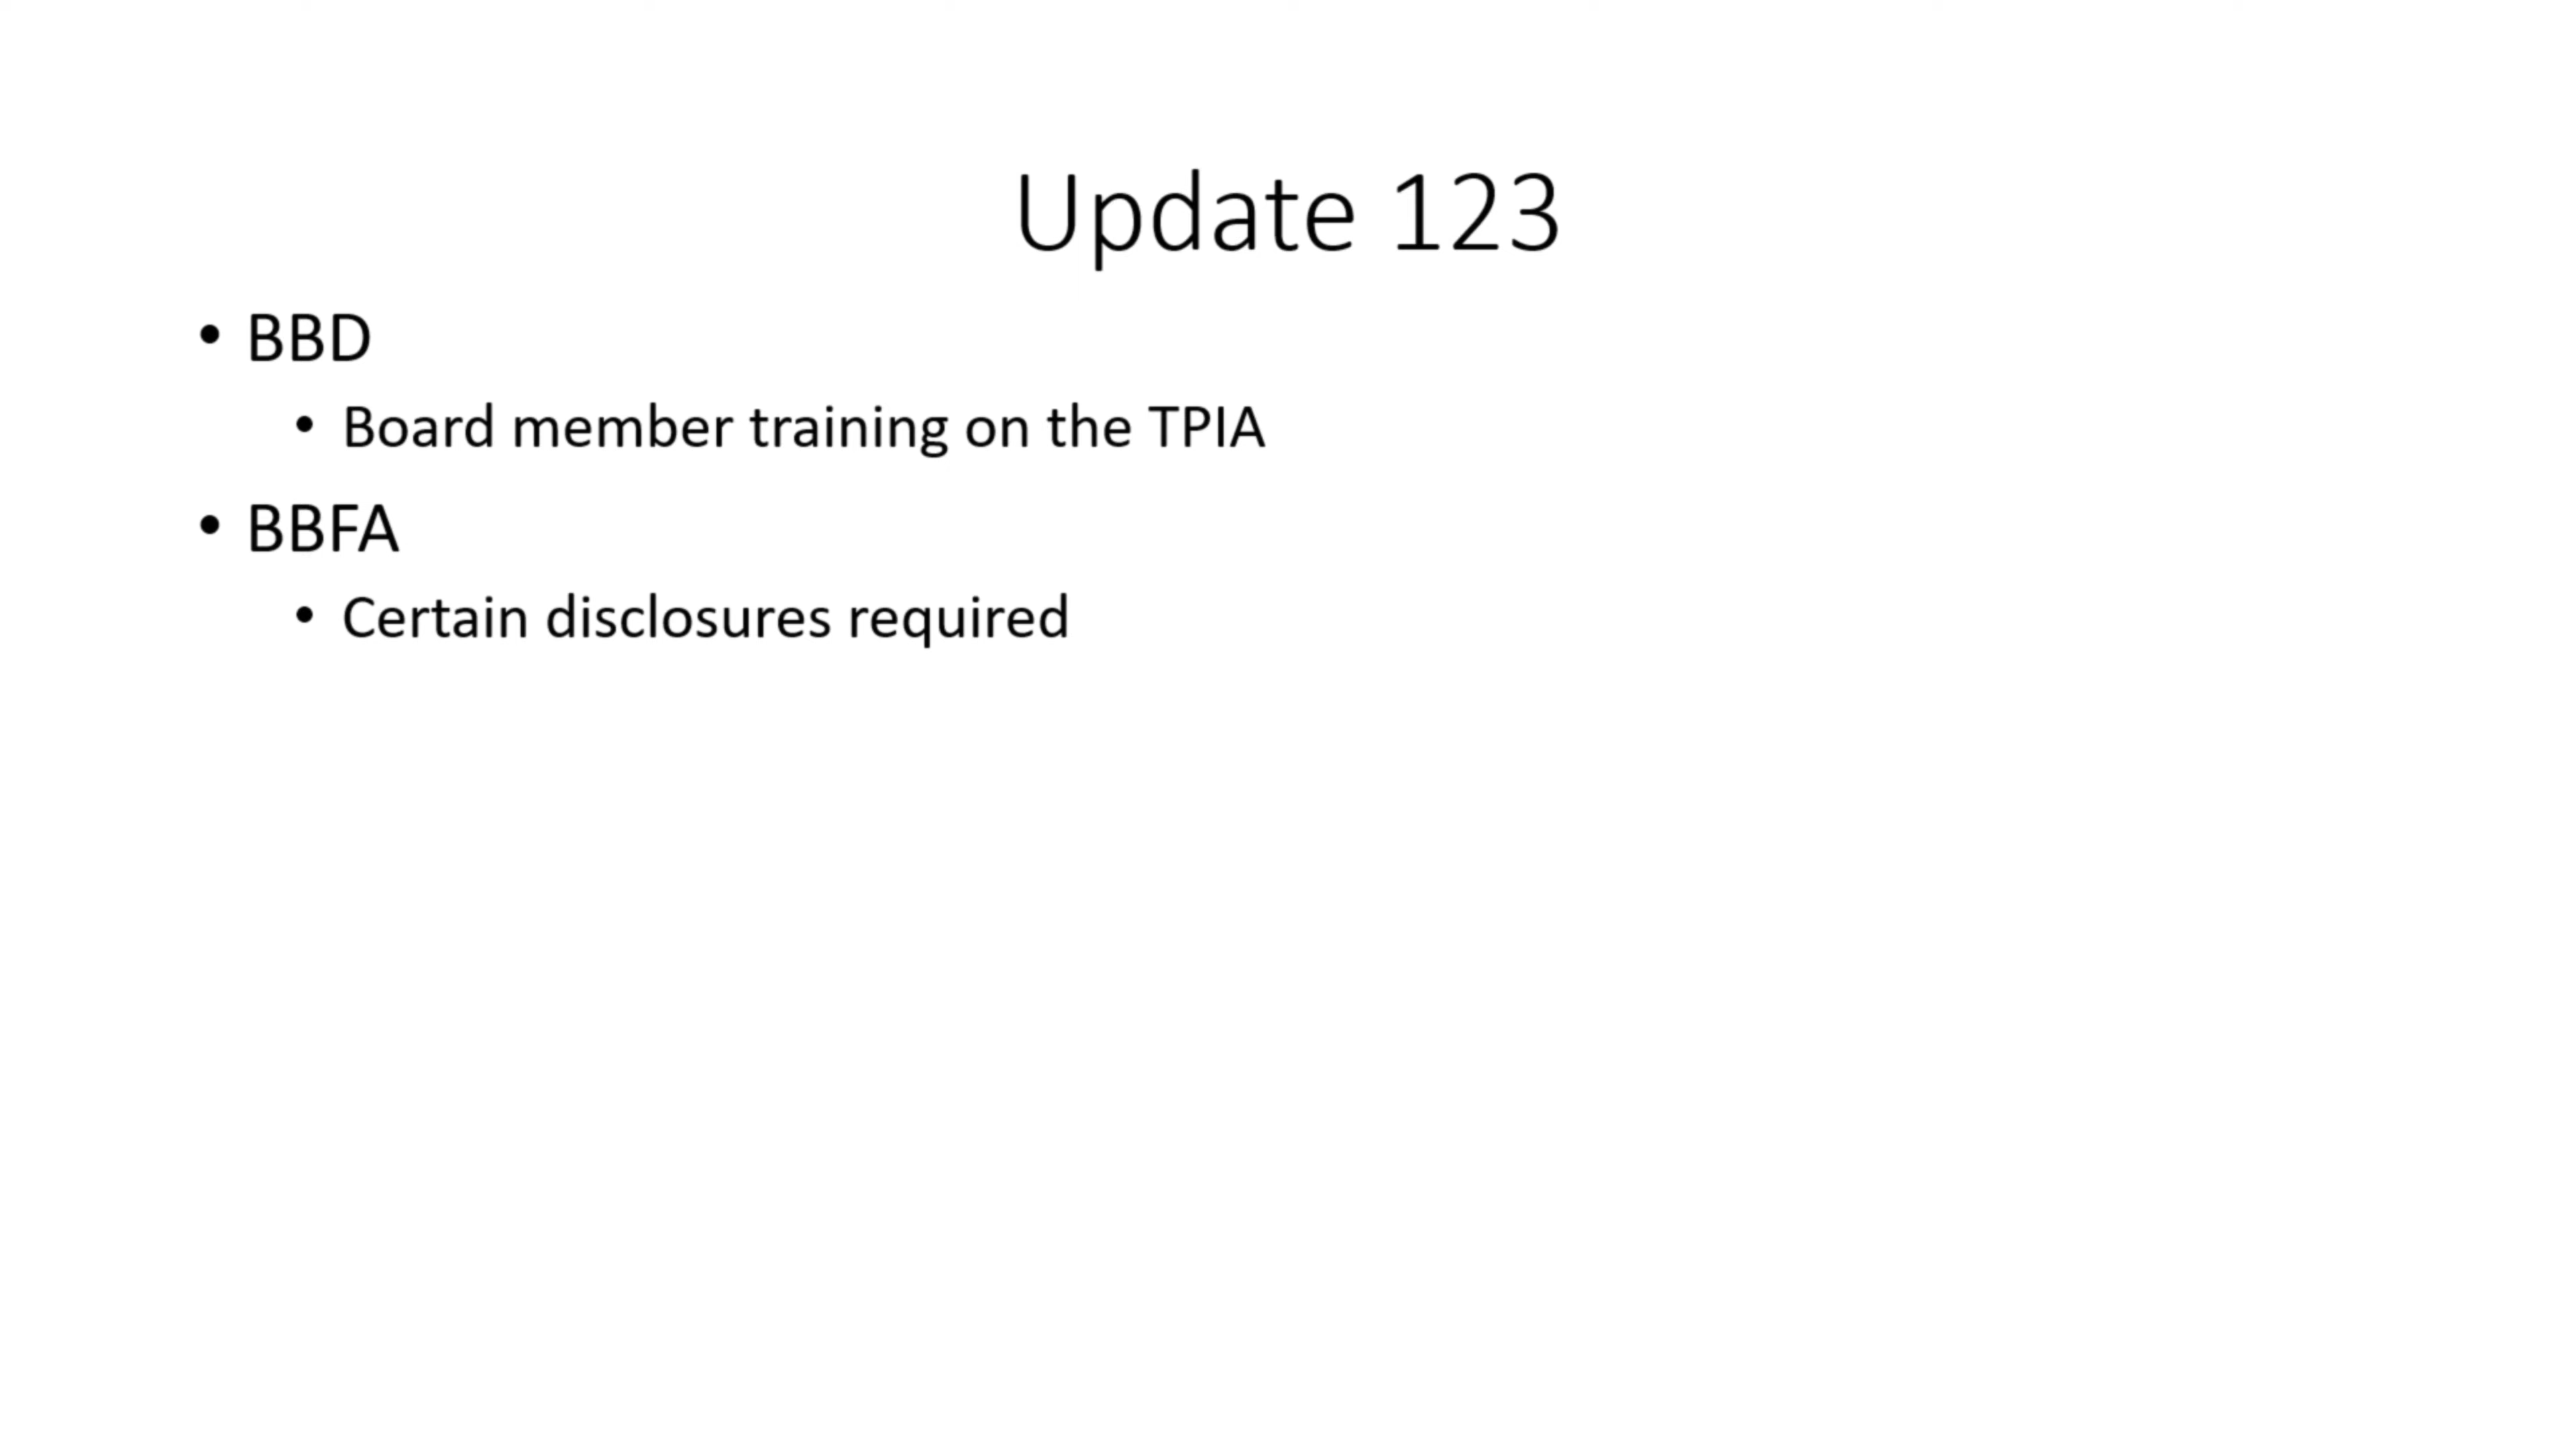 Update 123
• BBD
• Board member training on the TPIA
• BBFA
• Certain disclosures required